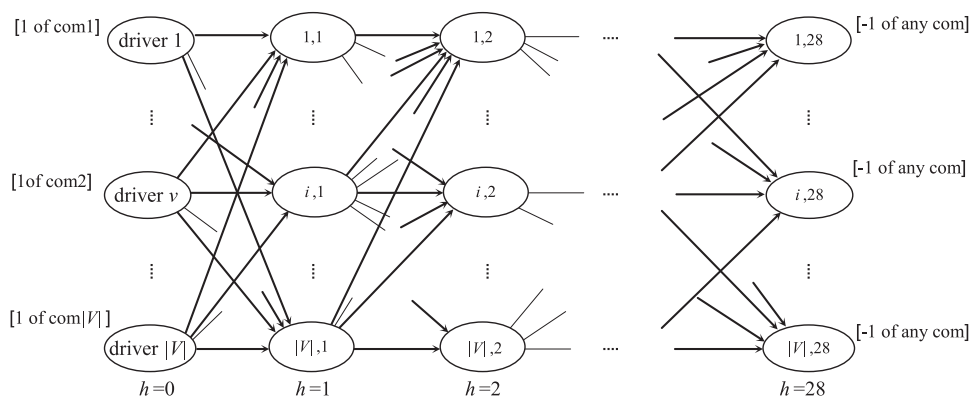 [1 of com1] driver 1 1,1 1,2 .... 1,28 [-1 of any com]
[1of com2] driver v i,1 i,2 .... i,28 [-1 of any com]
[1 of com|V|] driver |V| |V|,1 |V|,2 .... |V|,28 [-1 of any com]
h=0 h=1 h=2 h=28